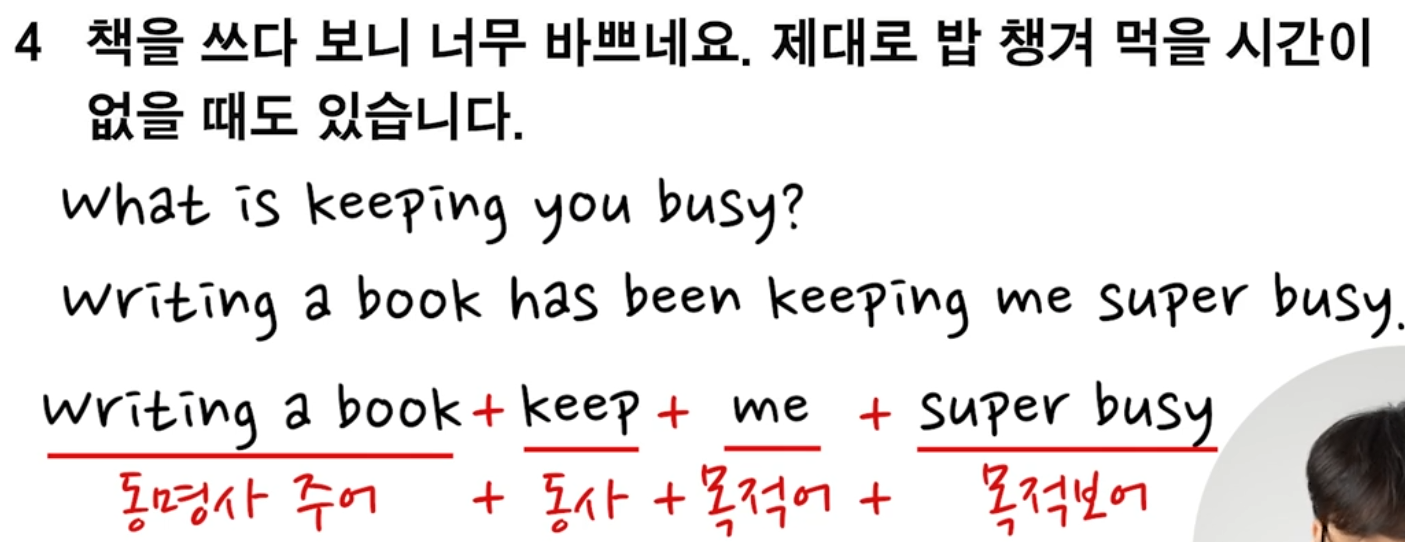 4 책을 쓰다 보니 너무 바쁘네요. 제대로 밥 챙겨 먹을 시간이
없을 때도 있습니다.
What is keeping you busy?
Writing a book has been keeping me super busy.
Writing a book + keep + me + super busy
동명사 주어 + 동사 + 목적어 + 목적보어